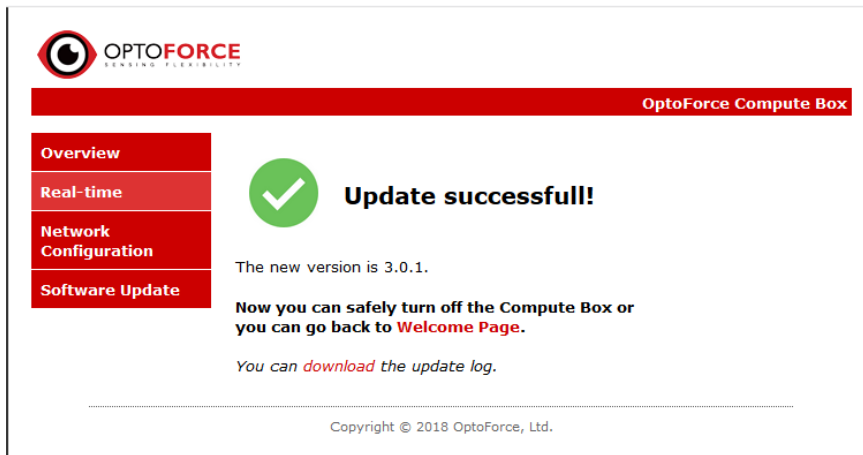 OPTOFORCE
SENSING FLEXIBILITY
OptoForce Compute Box
Overview
Real-time
Network
Configuration
Software Update
Update successfull!
The new version is 3.0.1.
Now you can safely turn off the Compute Box or
you can go back to Welcome Page.
You can download the update log.
Copyright © 2018 OptoForce, Ltd.